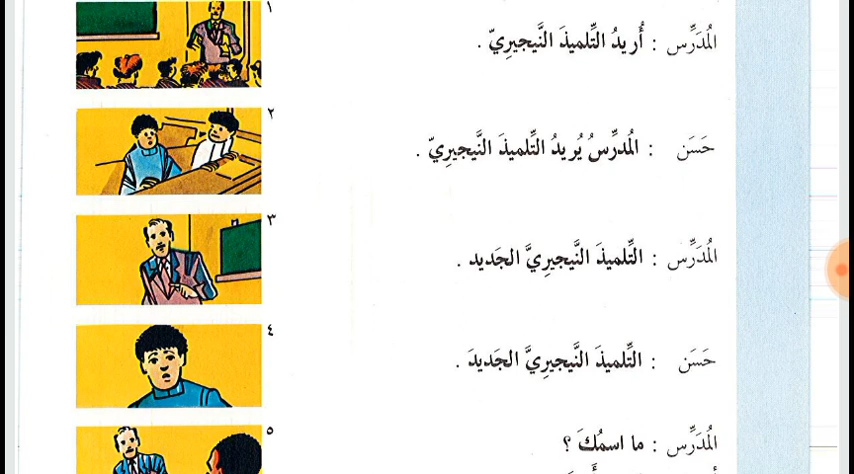 ١
المُدَرِّس : أُريدُ التِّلميذَ النَّيجيرِيّ .
٢
حَسَن : المُدرِّسُ يُريدُ التِّلميذَ النَّيجيرِيّ .
٣
المُدَرِّس : التِّلميذَ النَّيجيرِيَّ الجَديد .
٤
حَسَن : التِّلميذَ النَّيجيرِيَّ الجَديدَ .
٥
المُدَرِّس : ما اسمُكَ ؟